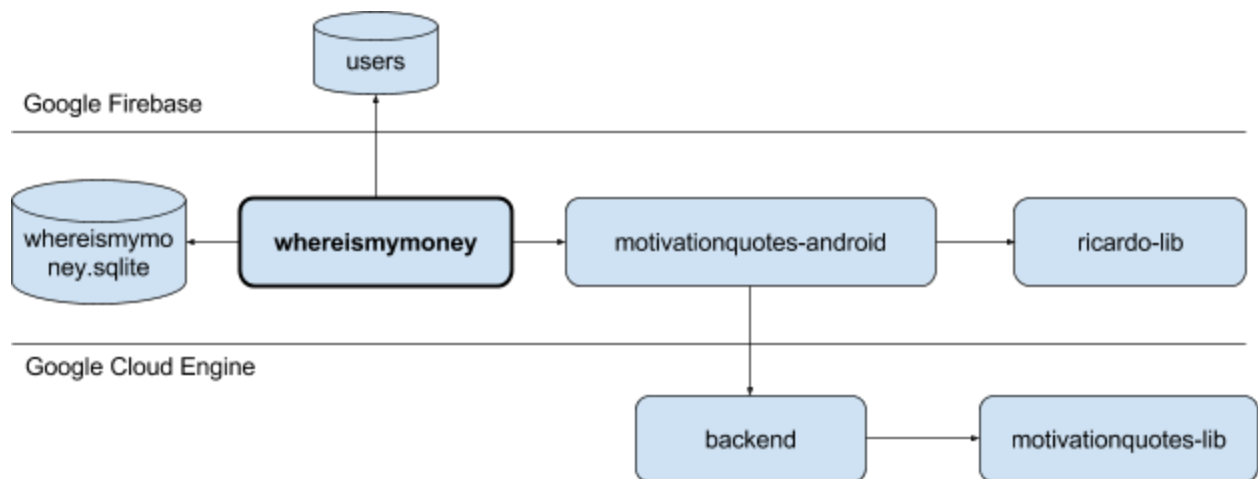 users
Google Firebase
whereismymo
ney.sqlite
whereismymoney
motivationquotes-android
ricardo-lib
Google Cloud Engine
backend
motivationquotes-lib